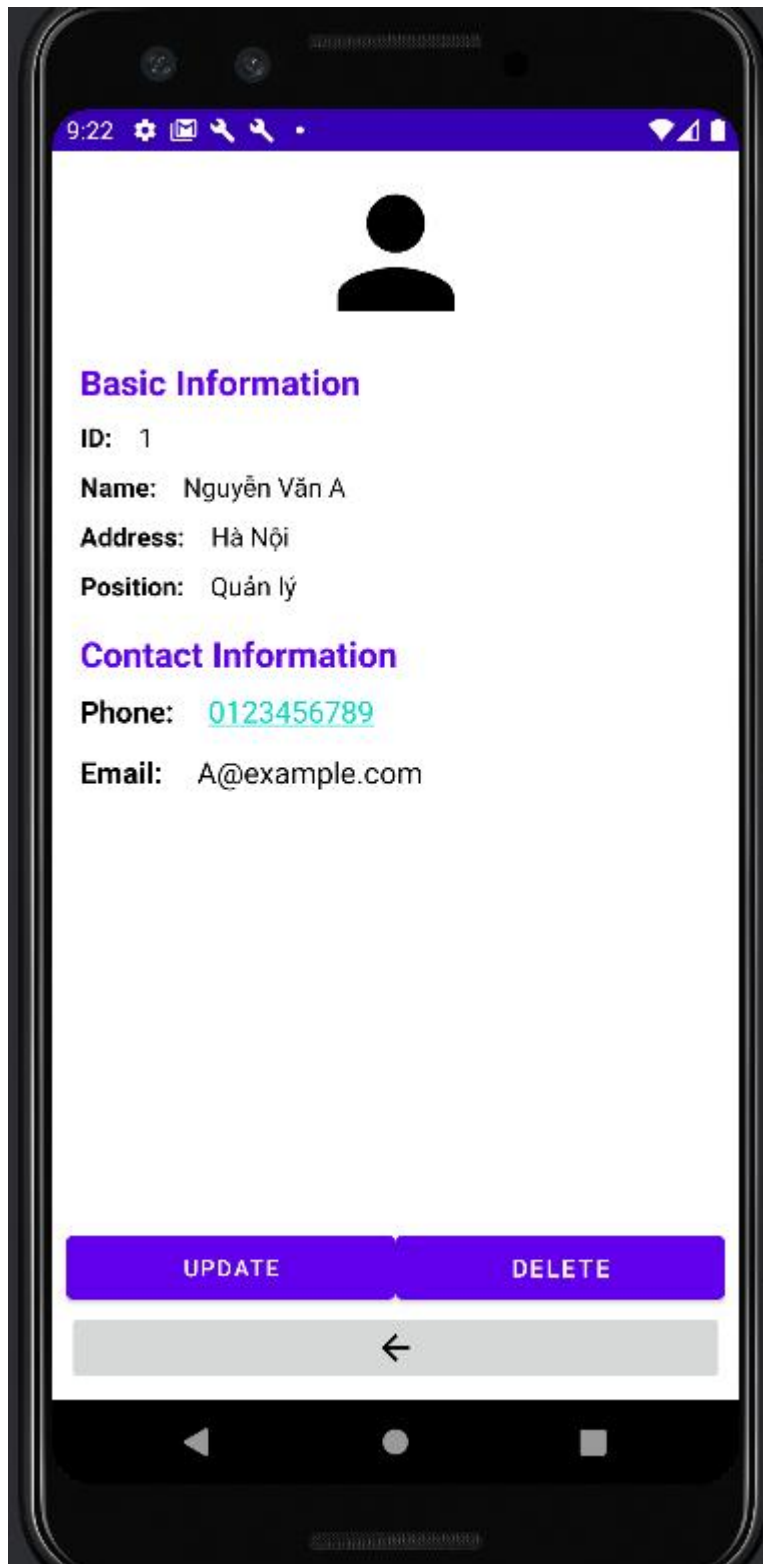 9:22
Basic Information
ID: 1
Name: Nguyễn Văn A
Address: Hà Nội
Position: Quản lý
Contact Information
Phone: 0123456789
Email: A@example.com
UPDATE DELETE